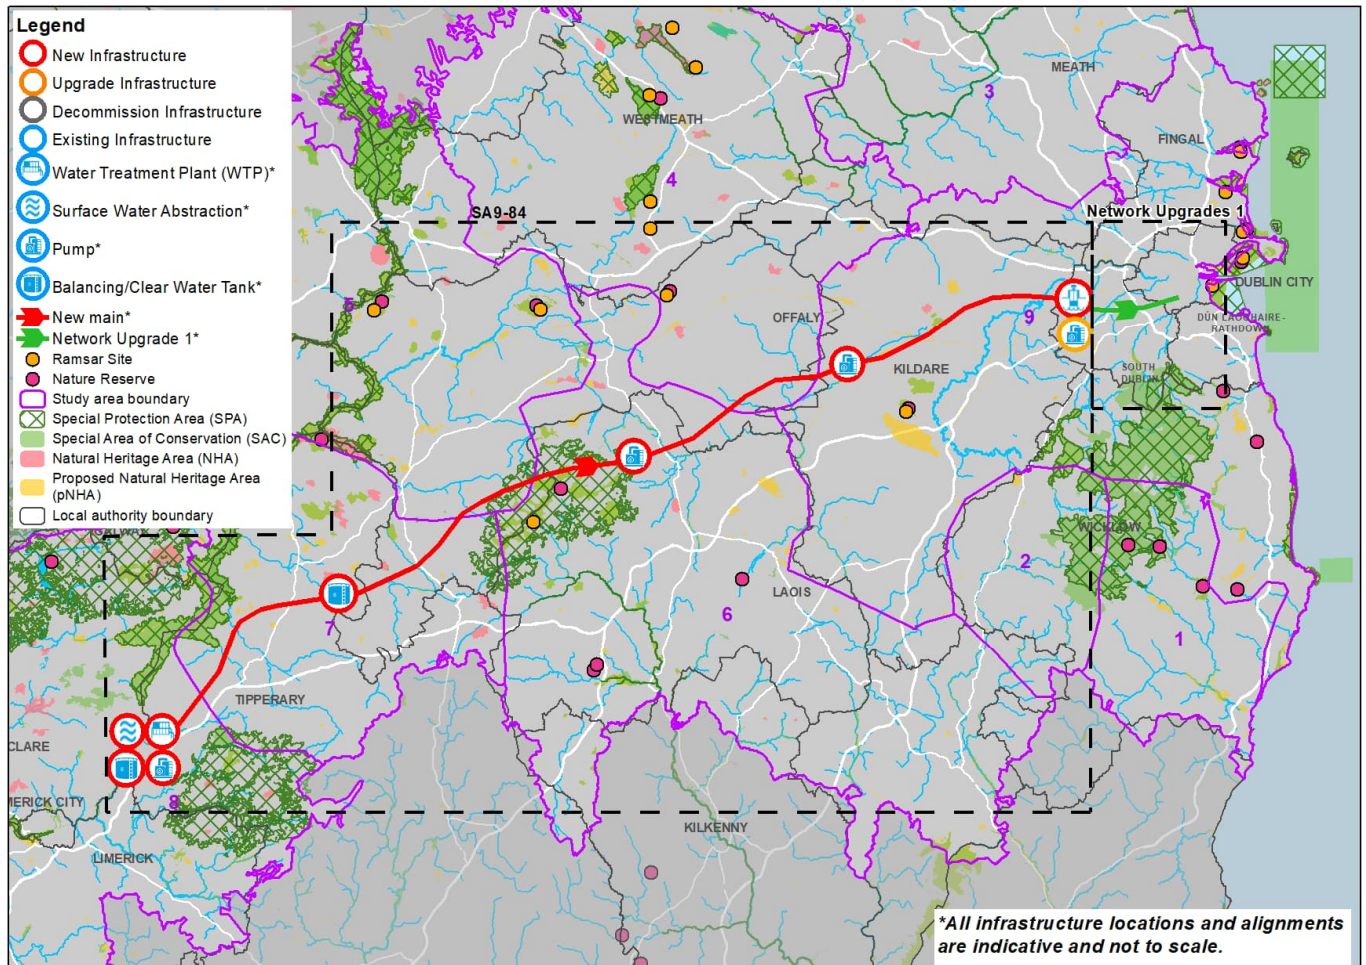 Legend
New Infrastructure
Upgrade Infrastructure
Decommission Infrastructure
Existing Infrastructure
Water Treatment Plant (WTP)*
Surface Water Abstraction*
Pump*
Balancing/Clear Water Tank*
New main*
Network Upgrade 1*
Ramsar Site
Nature Reserve
Study area boundary
Special Protection Area (SPA)
Special Area of Conservation (SAC)
Natural Heritage Area (NHA)
Proposed Natural Heritage Area
(pNHA)
Local authority boundary
MEATH
3
WESTMEATH
FINGAL
4
SA9-84
Network Upgrades 1
DUBLIN CITY
5
OFFALY
9
DÚN LAOGHAIRE-
RATHDOWN
KILDARE
SOUTH
DUBLIN
WICKLOW
2
LAOIS
6
7
1
TIPPERARY
CLARE
8
MERICK CITY
KILKENNY
LIMERICK
*All infrastructure locations and alignments
are indicative and not to scale.